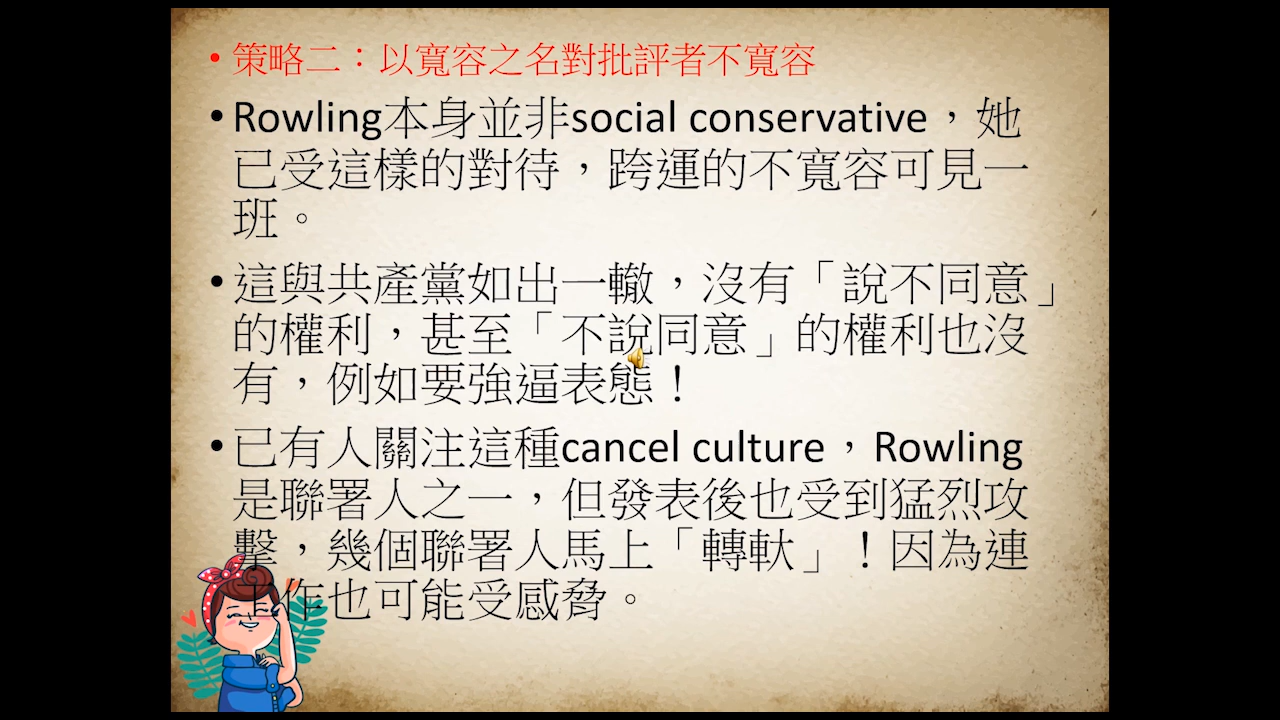 • 策略二：以寬容之名對批評者不寬容
• Rowling本身並非social conservative，她
已受這樣的對待，跨運的不寬容可見一
班。
• 這與共產黨如出一轍，沒有「說不同意」
的權利，甚至「不說同意」的權利也沒
有，例如要強逼表態！
• 已有人關注這種cancel culture，Rowling
是聯署人之一，但發表後也受到猛烈攻
擊，幾個聯署人馬上「轉軚」！因為連
工作也可能受威脅。